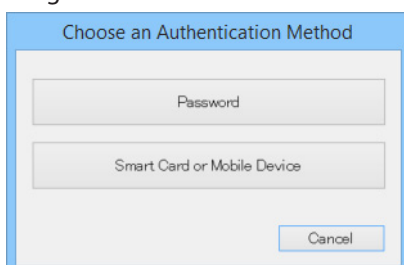 Choose an Authentication Method
Password
Smart Card or Mobile Device
Cancel